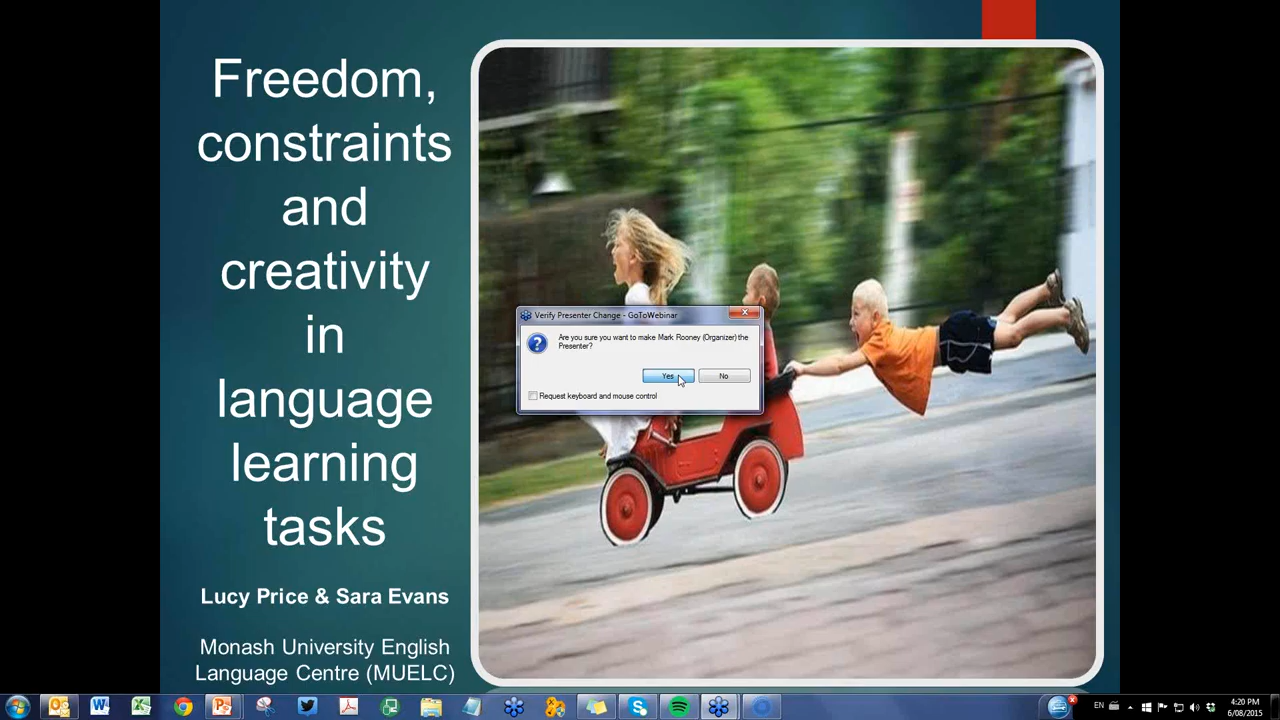 Freedom,
constraints
and
creativity
in
language
learning
tasks
Lucy Price & Sara Evans
Monash University English
Language Centre (MUELC)
Verify Presenter Change - GoToWebinar
Are you sure you want to make Mark Rooney (Organizer) the
Presenter?
Yes
No
Request keyboard and mouse control
EN
4:20 PM
6/08/2015